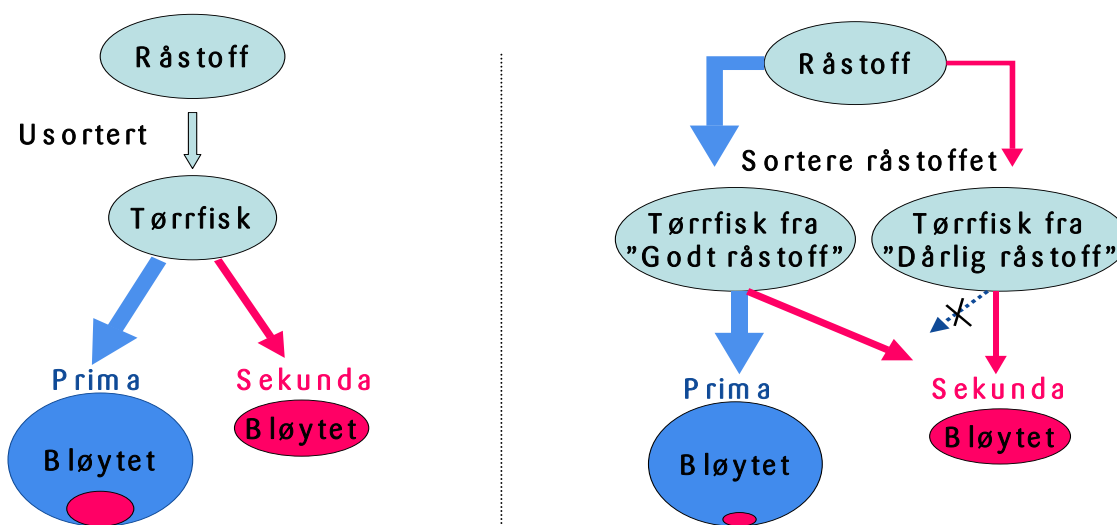 Råstoff
Usortert
Tørrfisk
Prima
Sekunda
Bløytet
Bløytet
Råstoff
Sortere råstoffet
Tørrfisk fra
"Godt råstoff"
Tørrfisk fra
"Dårlig råstoff"
Prima
Sekunda
Bløytet
Bløytet